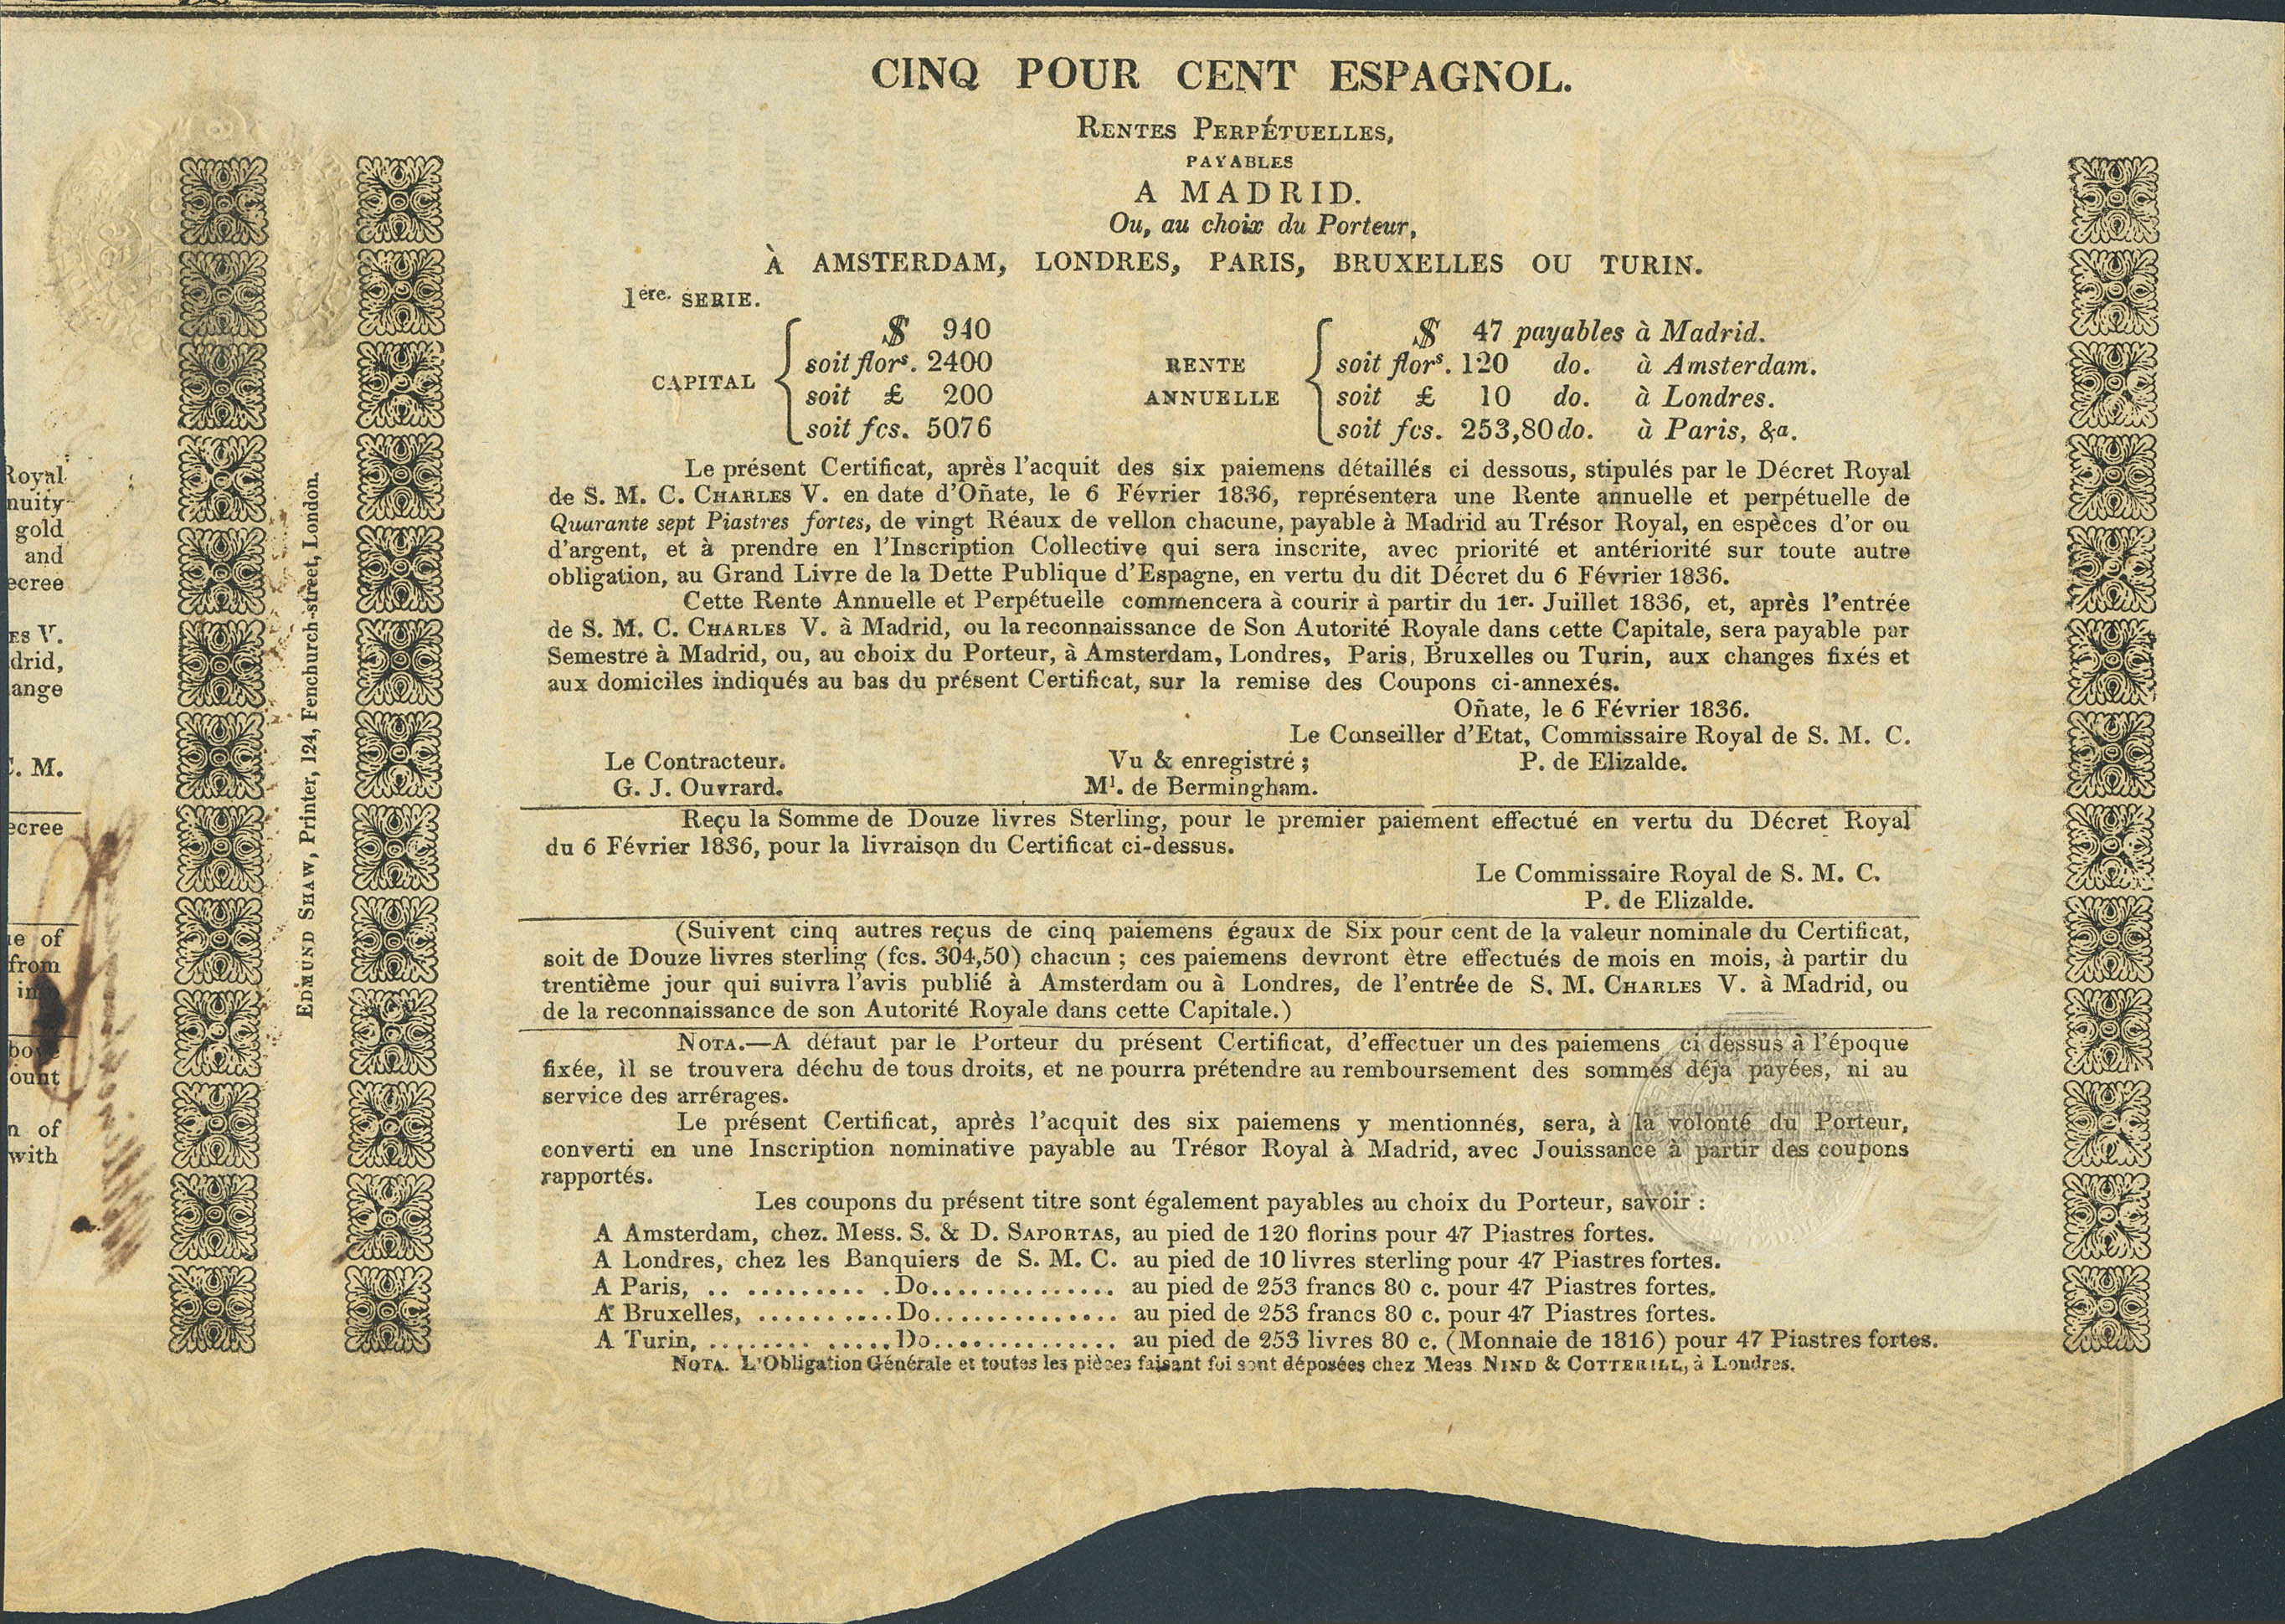 CINQ POUR CENT ESPAGNOL.
RENTES PERPÉTUELLES,
PAYABLES
A MADRID.
Ou, au choix du Porteur,
À AMSTERDAM, LONDRES, PARIS, BRUXELLES OU TURIN.
1ère. SERIE.
CAPITAL
$ 940
soit flors. 2400
soit £ 200
soit fcs. 5076
RENTE
ANNUELLE
$ 47 payables à Madrid.
soit flors. 120 do. à Amsterdam.
soit £ 10 do. à Londres.
soit fcs. 253,80 do. à Paris, &a.
Le présent Certificat, après l'acquit des six paiemens détaillés ci dessous, stipulés par le Décret Royal
de S. M. C. CHARLES V. en date d'Oñate, le 6 Février 1836, représentera une Rente annuelle et perpétuelle de
Quarante sept Piastres fortes, de vingt Réaux de vellon chacune, payable à Madrid au Trésor Royal, en espèces d'or ou
d'argent, et à prendre en l'Inscription Collective qui sera inscrite, avec priorité et antériorité sur toute autre
obligation, au Grand Livre de la Dette Publique d'Espagne, en vertu du dit Décret du 6 Février 1836.
Cette Rente Annuelle et Perpétuelle commencera à courir à partir du 1er. Juillet 1836, et, après l'entrée
de S. M. C. CHARLES V. à Madrid, ou la reconnaissance de Son Autorité Royale dans cette Capitale, sera payable par
Semestre à Madrid, ou, au choix du Porteur, à Amsterdam, Londres, Paris, Bruxelles ou Turin, aux changes fixés et
aux domiciles indiqués au bas du présent Certificat, sur la remise des Coupons ci-annexés.
Oñate, le 6 Février 1836.
Le Conseiller d'Etat, Commissaire Royal de S. M. C.
Le Contracteur. Vu & enregistré ; P. de Elizalde.
G. J. Ouvrard. Ml. de Bermingham.
Reçu la Somme de Douze livres Sterling, pour le premier paiement effectué en vertu du Décret Royal
du 6 Février 1836, pour la livraison du Certificat ci-dessus.
Le Commissaire Royal de S. M. C.
P. de Elizalde.
(Suivent cinq autres reçus de cinq paiemens égaux de Six pour cent de la valeur nominale du Certificat,
soit de Douze livres sterling (fcs. 304,50) chacun ; ces paiemens devront ètre effectués de mois en mois, à partir du
trentième jour qui suivra l'avis publié à Amsterdam ou à Londres, de l'entrée de S. M. CHARLES V. à Madrid, ou
de la reconnaissance de son Autorité Royale dans cette Capitale.)
NOTA.—A défaut par le Porteur du présent Certificat, d'effectuer un des paiemens ci dessus à l'époque
fixée, il se trouvera déchu de tous droits, et ne pourra prétendre au remboursement des sommes déjà payées, ni au
service des arrérages.
Le présent Certificat, après l'acquit des six paiemens y mentionnés, sera, à la volonté du Porteur,
converti en une Inscription nominative payable au Trésor Royal à Madrid, avec Jouissance à partir des coupons
rapportés.
Les coupons du présent titre sont également payables au choix du Porteur, savoir :
A Amsterdam, chez. Mess. S. & D. SAPORTAS, au pied de 120 florins pour 47 Piastres fortes.
A Londres, chez les Banquiers de S. M. C. au pied de 10 livres sterling pour 47 Piastres fortes.
A Paris, .. .......... .Do............... au pied de 253 francs 80 c. pour 47 Piastres fortes.
A Bruxelles, ...........Do............... au pied de 253 francs 80 c. pour 47 Piastres fortes.
A Turin, ......... ......Do............... au pied de 253 livres 80 c. (Monnaie de 1816) pour 47 Piastres fortes.
NOTA. L'Obligation Générale et toutes les pièces faisant foi sont déposées chez Mess NIND & COTTERILL, à Londres.
EDMUND SHAW, Printer, 124, Fenchurch-street, London.
Royal
nuity
gold
and
ecree
ES V.
drid,
ange
C. M.
ecree
ue of
from
in
bove
ount
n of
with